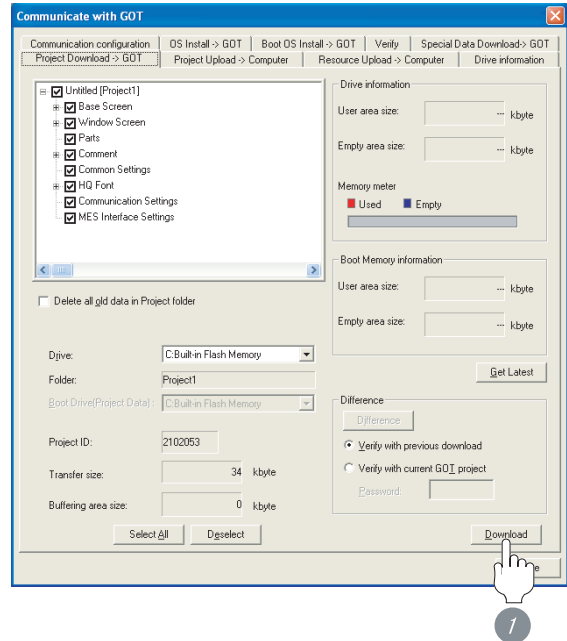 Communicate with GOT
Communication configuration OS Install -> GOT Boot OS Install -> GOT Verify Special Data Download-> GOT
Project Download -> GOT Project Upload -> Computer Resource Upload -> Computer Drive information
Untitled [Project1]
Base Screen
Window Screen
Parts
Comment
Common Settings
HQ Font
Communication Settings
MES Interface Settings
Delete all old data in Project folder
Drive: C:Built-in Flash Memory
Folder: Project1
Boot Drive(Project Data) : C:Built-in Flash Memory
Project ID: 2102053
Transfer size: 34 kbyte
Buffering area size: 0 kbyte
Select All Deselect
Drive information
User area size: --- kbyte
Empty area size: --- kbyte
Memory meter
Used Empty
Boot Memory information
User area size: --- kbyte
Empty area size: --- kbyte
Get Latest
Difference
Difference
Verify with previous download
Verify with current GOT project
Password:
Download
1